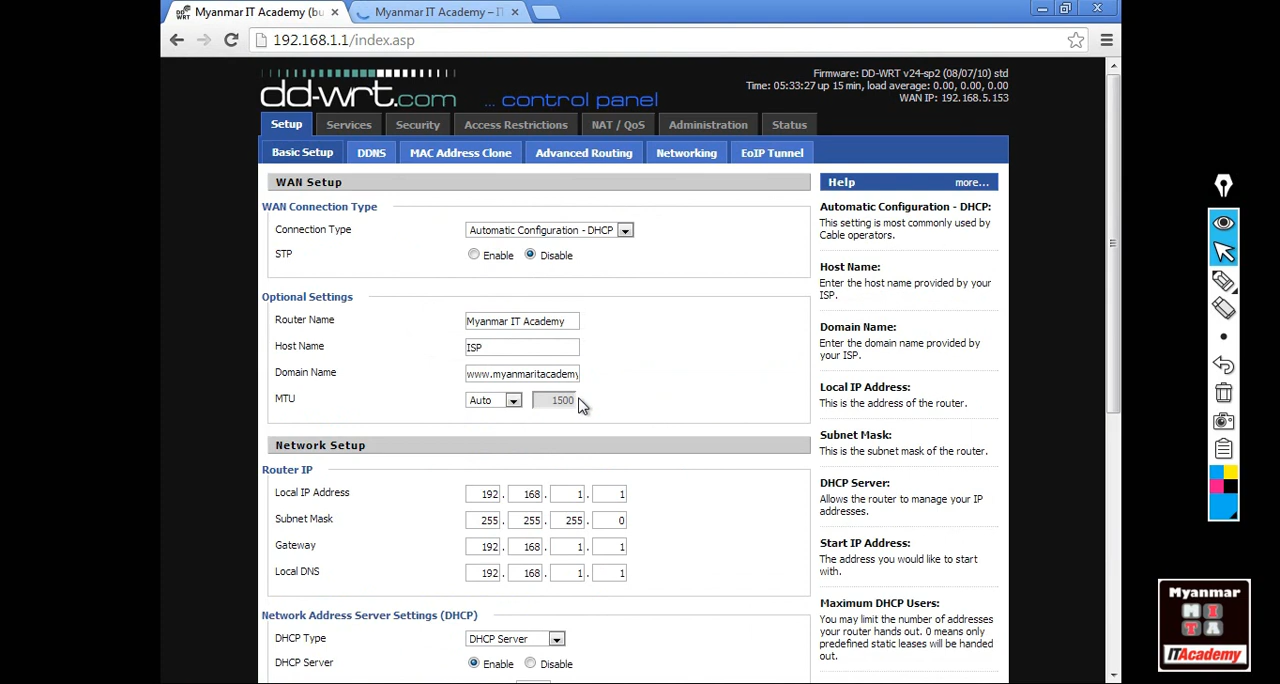 Myanmar IT Academy (bu
Myanmar IT Academy – IT
192.168.1.1/index.asp
Firmware: DD-WRT v24-sp2 (08/07/10) std
Time: 05:33:27 up 15 min, load average: 0.00, 0.00, 0.00
WAN IP: 192.168.5.153
dd-wrt.com ... control panel
Setup Services Security Access Restrictions NAT / QoS Administration Status
Basic Setup DDNS MAC Address Clone Advanced Routing Networking EoIP Tunnel
WAN Setup
WAN Connection Type
Connection Type Automatic Configuration - DHCP
STP Enable Disable
Optional Settings
Router Name Myanmar IT Academy
Host Name ISP
Domain Name www.myanmaritacademy
MTU Auto 1500
Network Setup
Router IP
Local IP Address 192. 168. 1. 1
Subnet Mask 255. 255. 255. 0
Gateway 192. 168. 1. 1
Local DNS 192. 168. 1. 1
Network Address Server Settings (DHCP)
DHCP Type DHCP Server
DHCP Server Enable Disable
Help more...
Automatic Configuration - DHCP:
This setting is most commonly used by
Cable operators.
Host Name:
Enter the host name provided by your
ISP.
Domain Name:
Enter the domain name provided by
your ISP.
Local IP Address:
This is the address of the router.
Subnet Mask:
This is the subnet mask of the router.
DHCP Server:
Allows the router to manage your IP
addresses.
Start IP Address:
The address you would like to start
with.
Maximum DHCP Users:
You may limit the number of addresses
your router hands out. 0 means only
predefined static leases will be handed
out.
Myanmar
M I
T A
ITAcademy